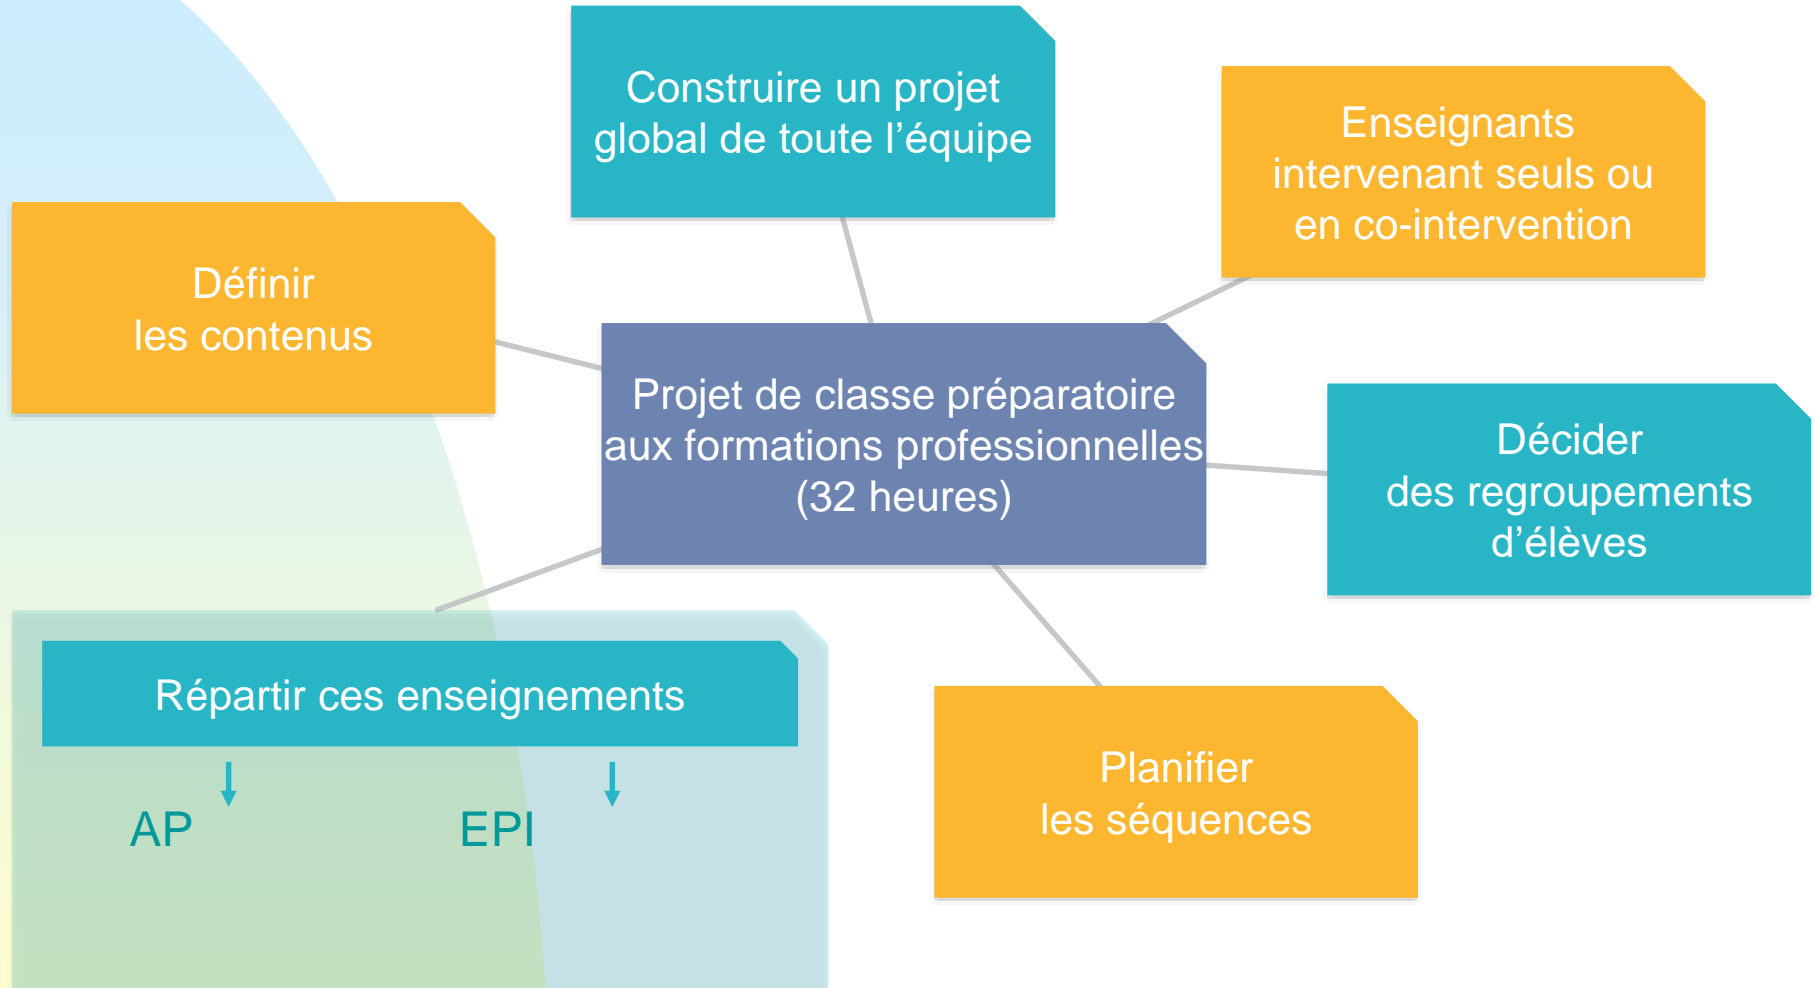 Construire un projet
global de toute l’équipe
Enseignants
intervenant seuls ou
en co-intervention
Définir
les contenus
Projet de classe préparatoire
aux formations professionnelles
(32 heures)
Décider
des regroupements
d’élèves
Répartir ces enseignements
AP
EPI
Planifier
les séquences